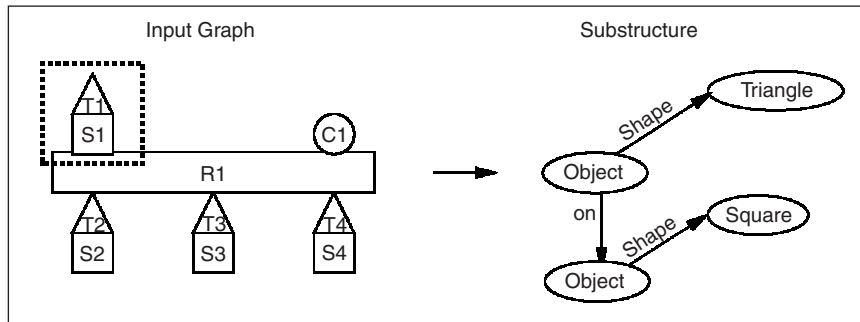 Input Graph
Substructure
T1
S1
C1
R1
T2
T3
T4
S2
S3
S4
Triangle
Shape
Object
on
Shape
Square
Object